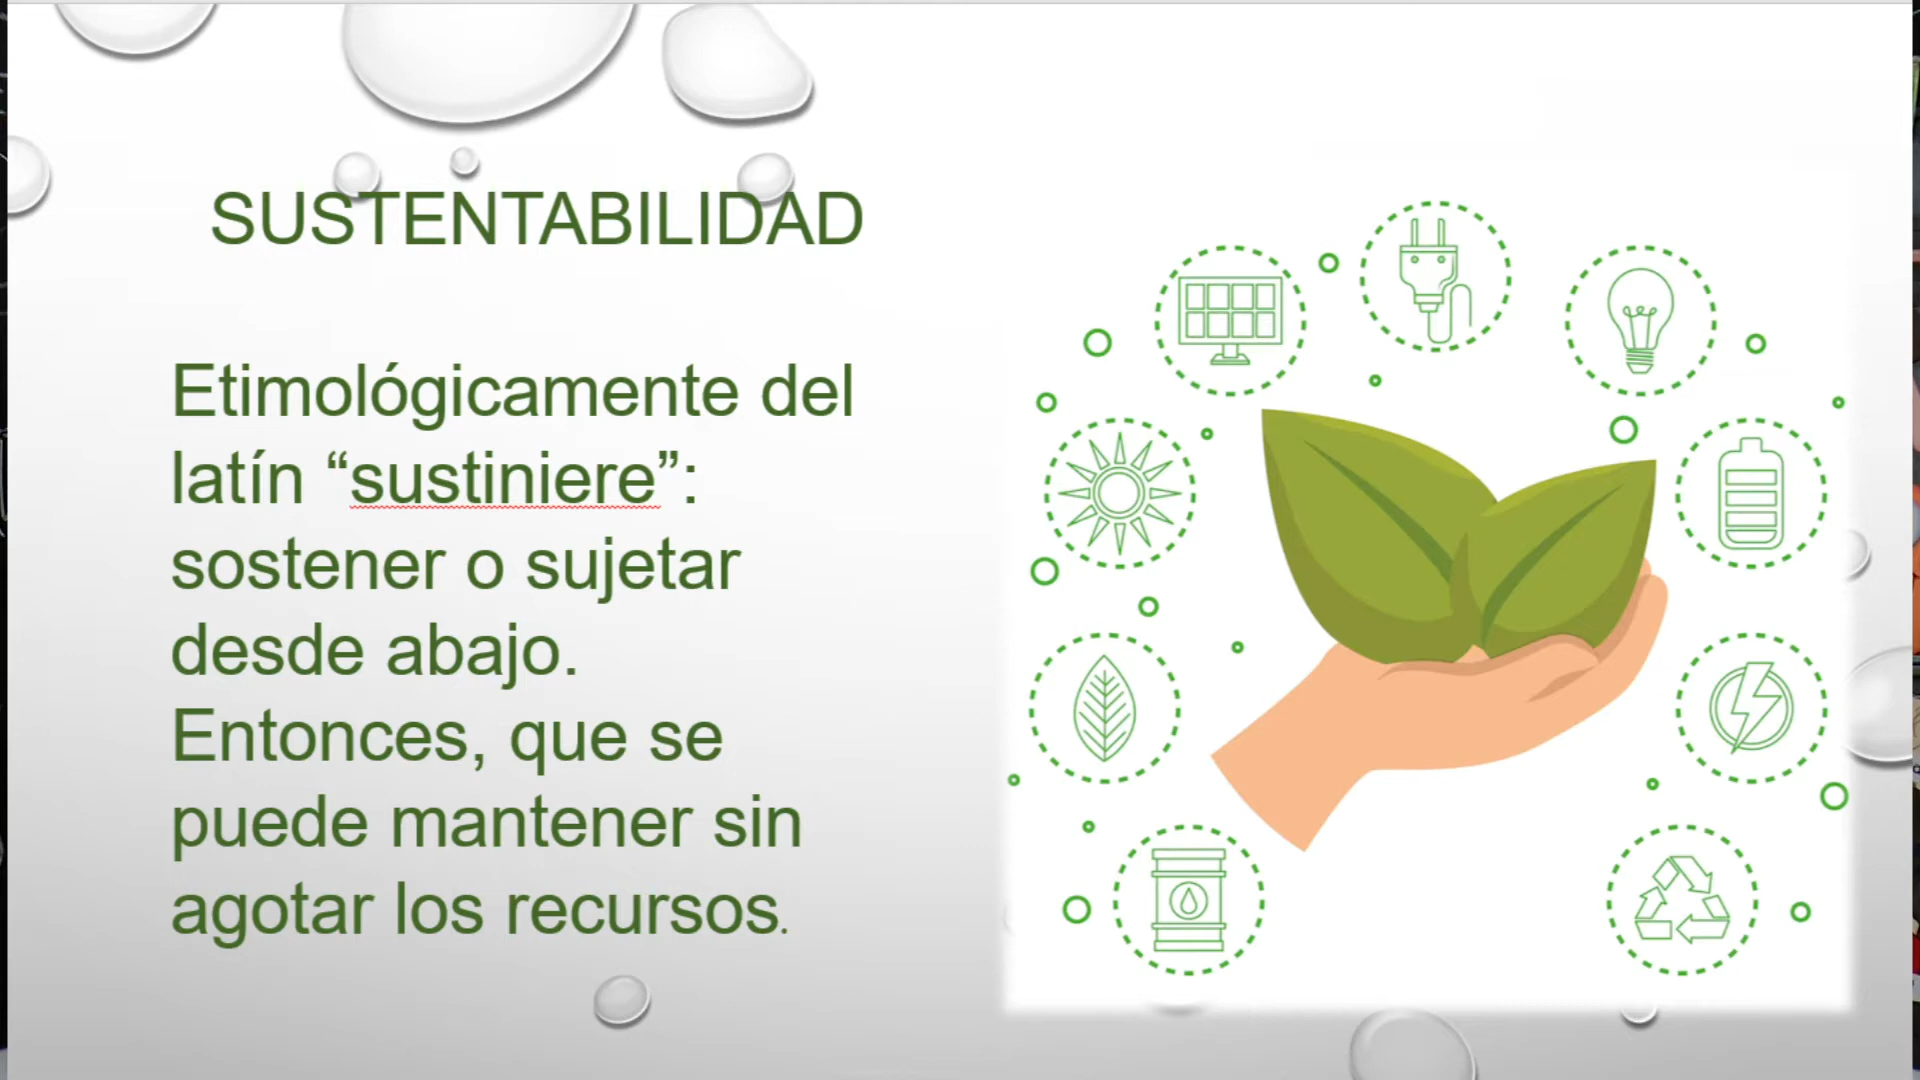 SUSTENTABILIDAD
Etimológicamente del
latín “sustiniere”:
sostener o sujetar
desde abajo.
Entonces, que se
puede mantener sin
agotar los recursos.